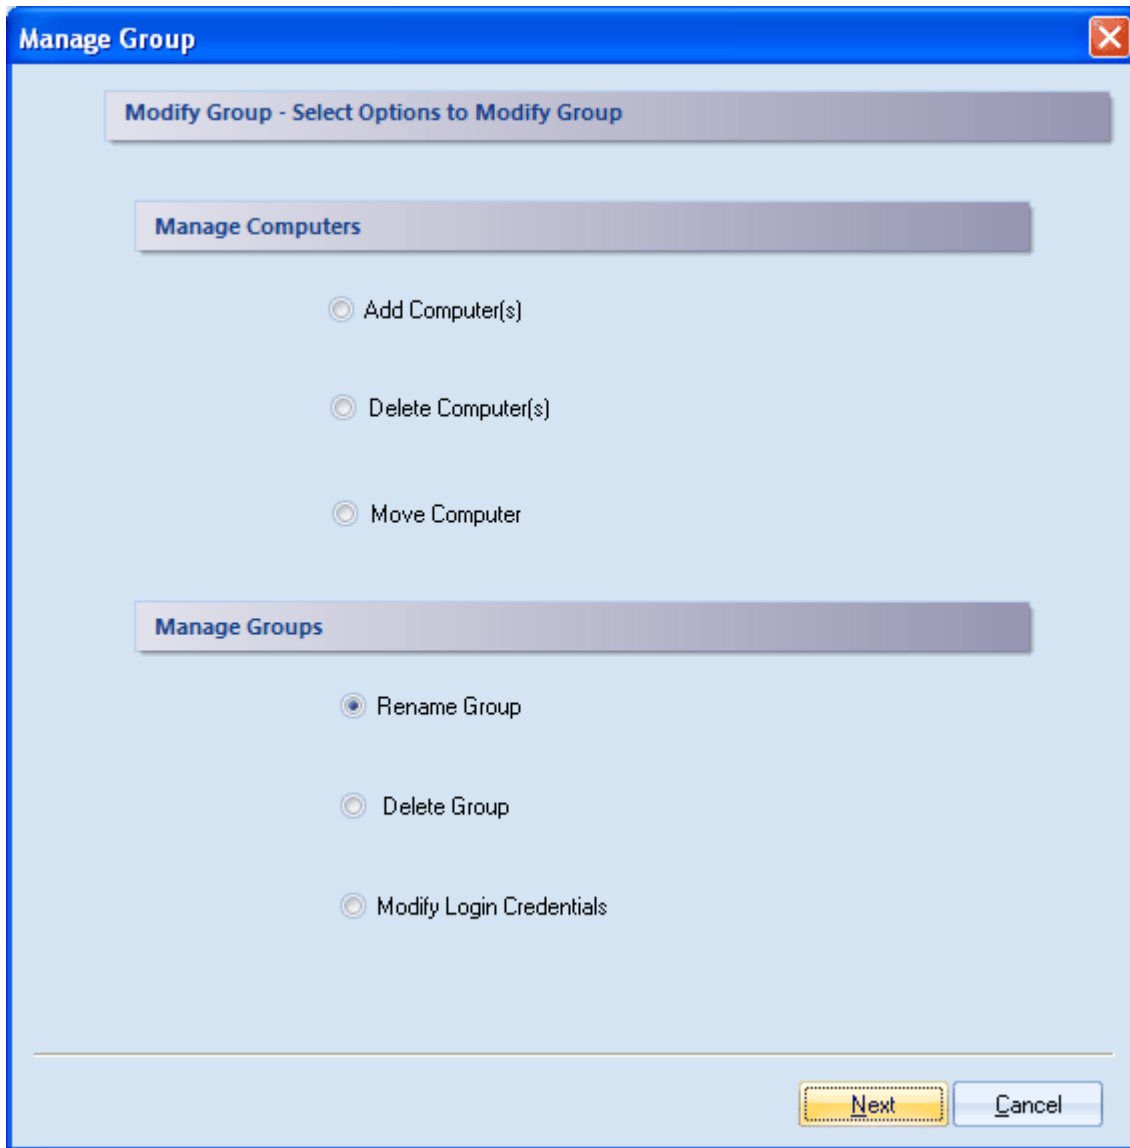 Manage Group
Modify Group - Select Options to Modify Group
Manage Computers
Add Computer(s)
Delete Computer(s)
Move Computer
Manage Groups
Rename Group
Delete Group
Modify Login Credentials
Next Cancel